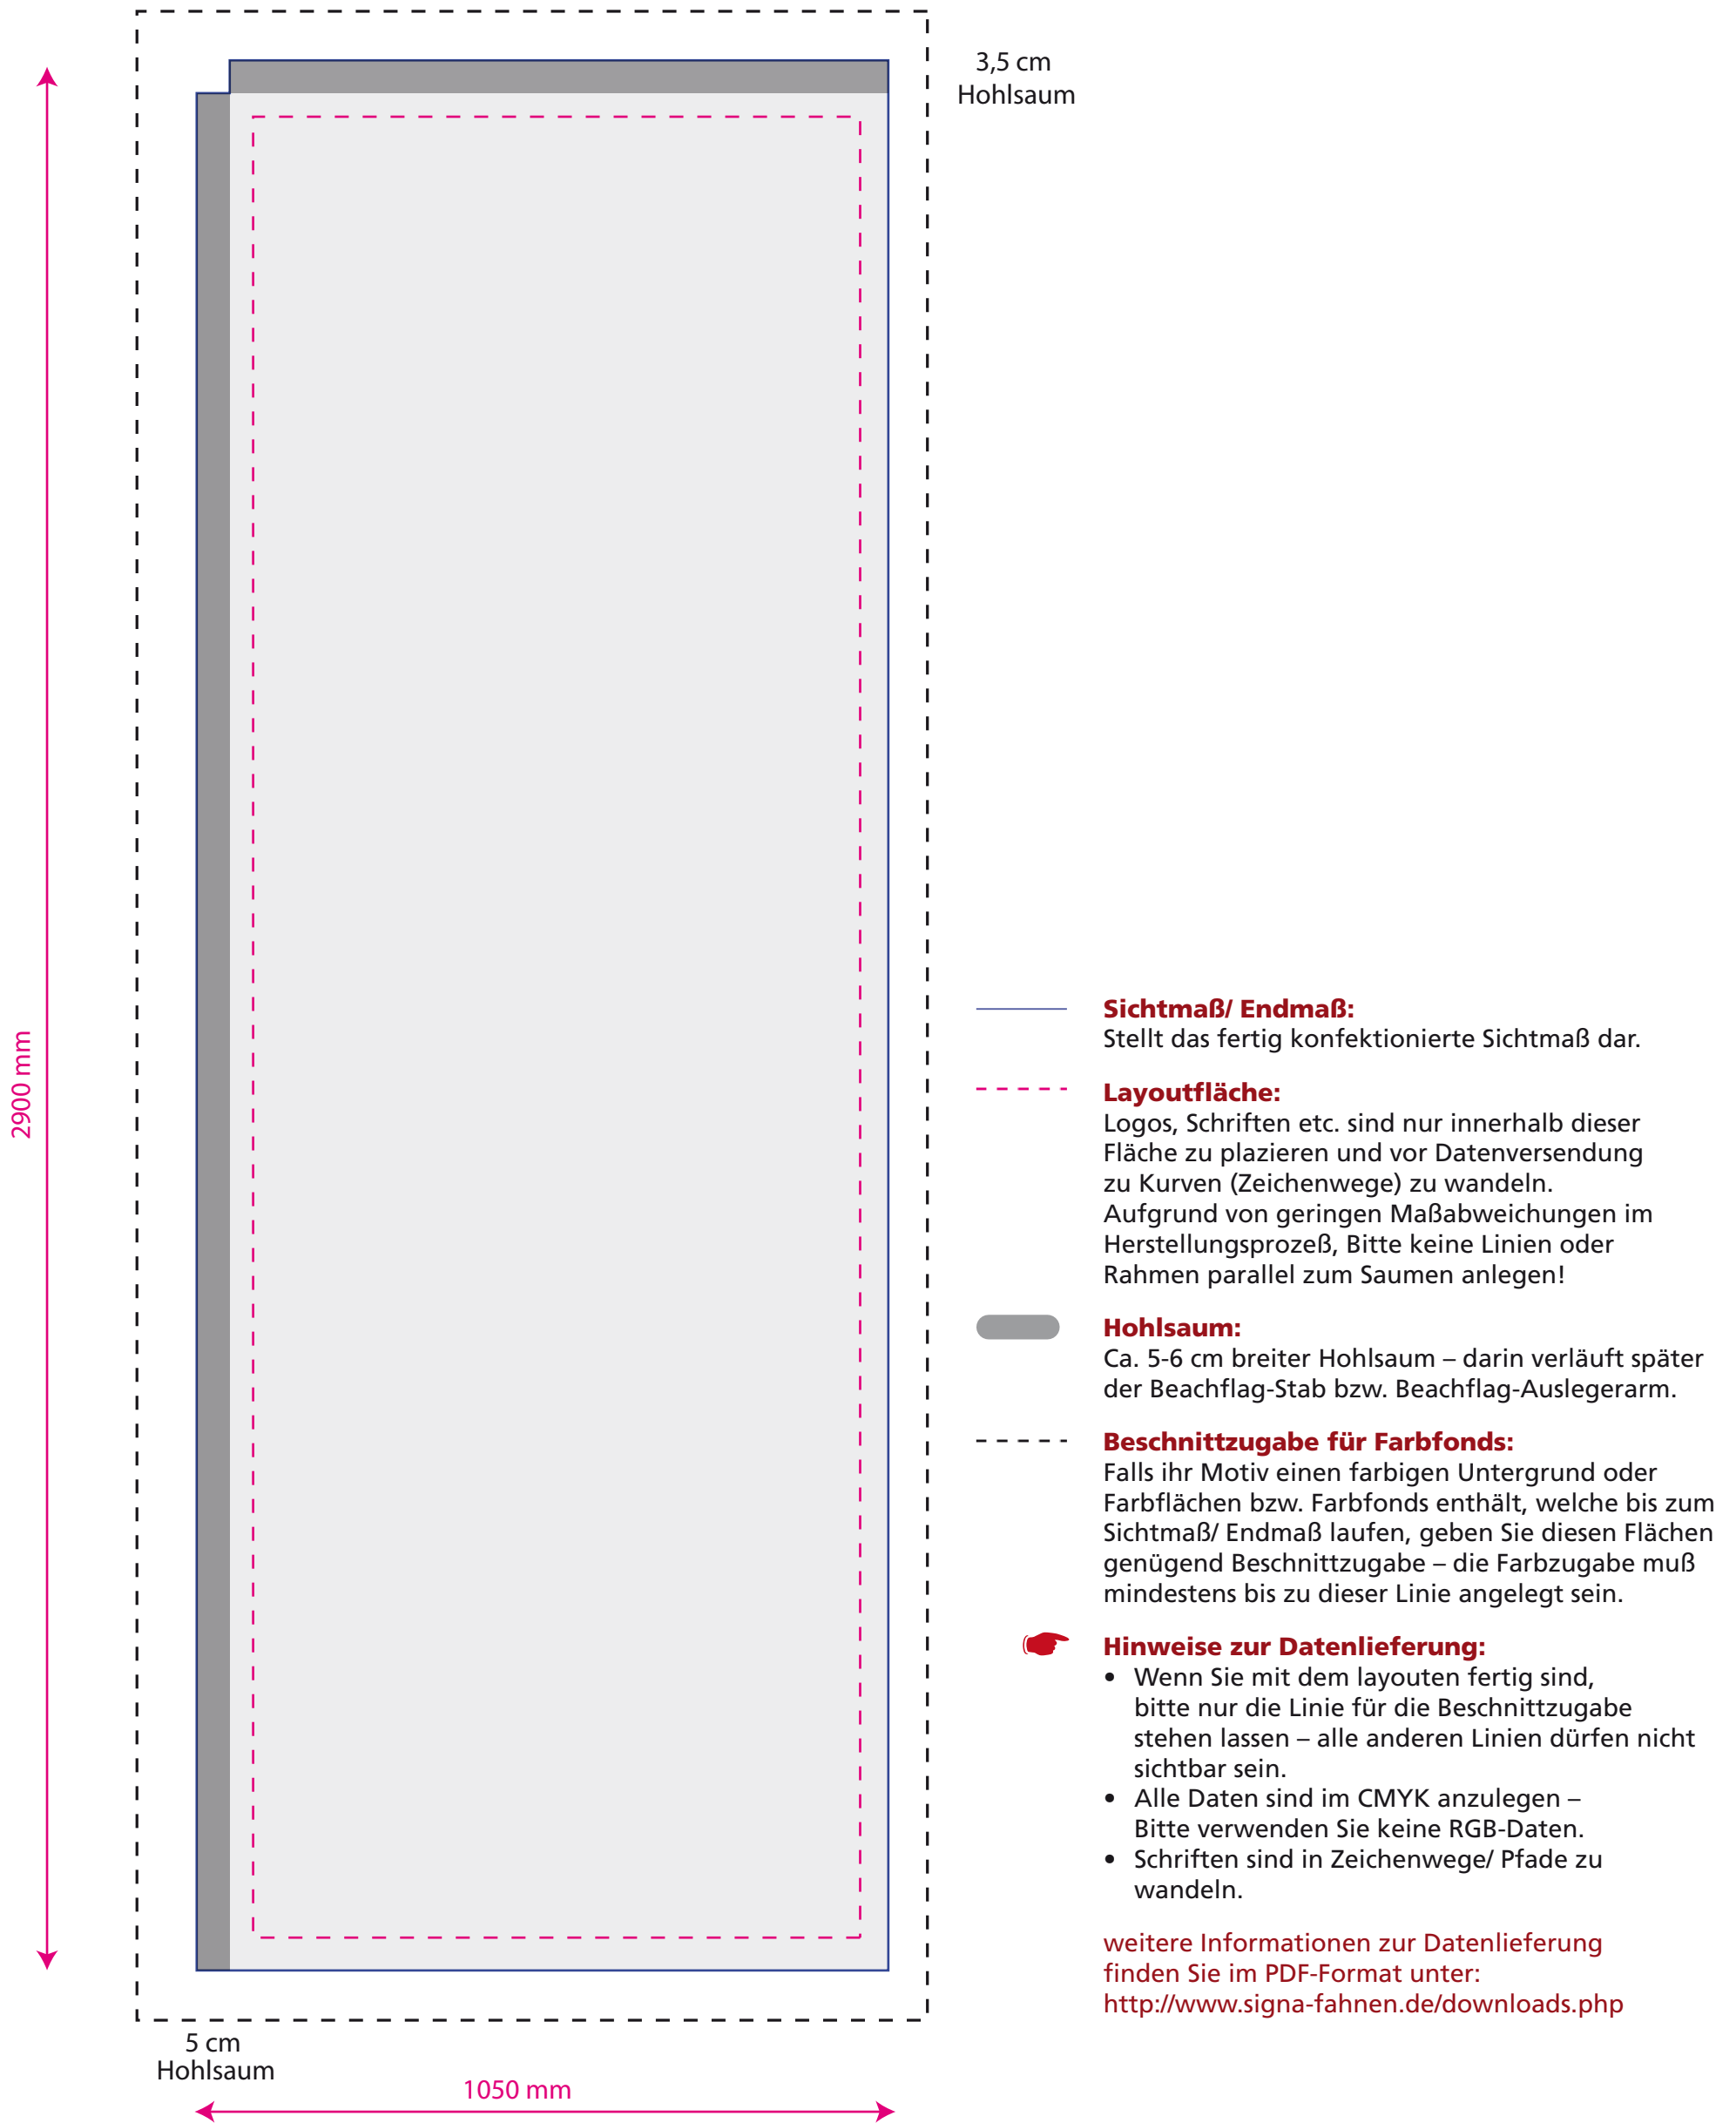 3,5 cm
Hohlsaum
2900 mm
Sichtmaß/ Endmaß:
Stellt das fertig konfektionierte Sichtmaß dar.
Layoutfläche:
Logos, Schriften etc. sind nur innerhalb dieser
Fläche zu plazieren und vor Datenversendung
zu Kurven (Zeichenwege) zu wandeln.
Aufgrund von geringen Maßabweichungen im
Herstellungsprozeß, Bitte keine Linien oder
Rahmen parallel zum Saumen anlegen!
Hohlsaum:
Ca. 5-6 cm breiter Hohlsaum – darin verläuft später
der Beachflag-Stab bzw. Beachflag-Auslegerarm.
Beschnittzugabe für Farbfonds:
Falls ihr Motiv einen farbigen Untergrund oder
Farbflächen bzw. Farbfonds enthält, welche bis zum
Sichtmaß/ Endmaß laufen, geben Sie diesen Flächen
genügend Beschnittzugabe – die Farbzugabe muß
mindestens bis zu dieser Linie angelegt sein.
Hinweise zur Datenlieferung:
• Wenn Sie mit dem layouten fertig sind,
bitte nur die Linie für die Beschnittzugabe
stehen lassen – alle anderen Linien dürfen nicht
sichtbar sein.
• Alle Daten sind im CMYK anzulegen –
Bitte verwenden Sie keine RGB-Daten.
• Schriften sind in Zeichenwege/ Pfade zu
wandeln.
weitere Informationen zur Datenlieferung
finden Sie im PDF-Format unter:
http://www.signa-fahnen.de/downloads.php
5 cm
Hohlsaum
1050 mm